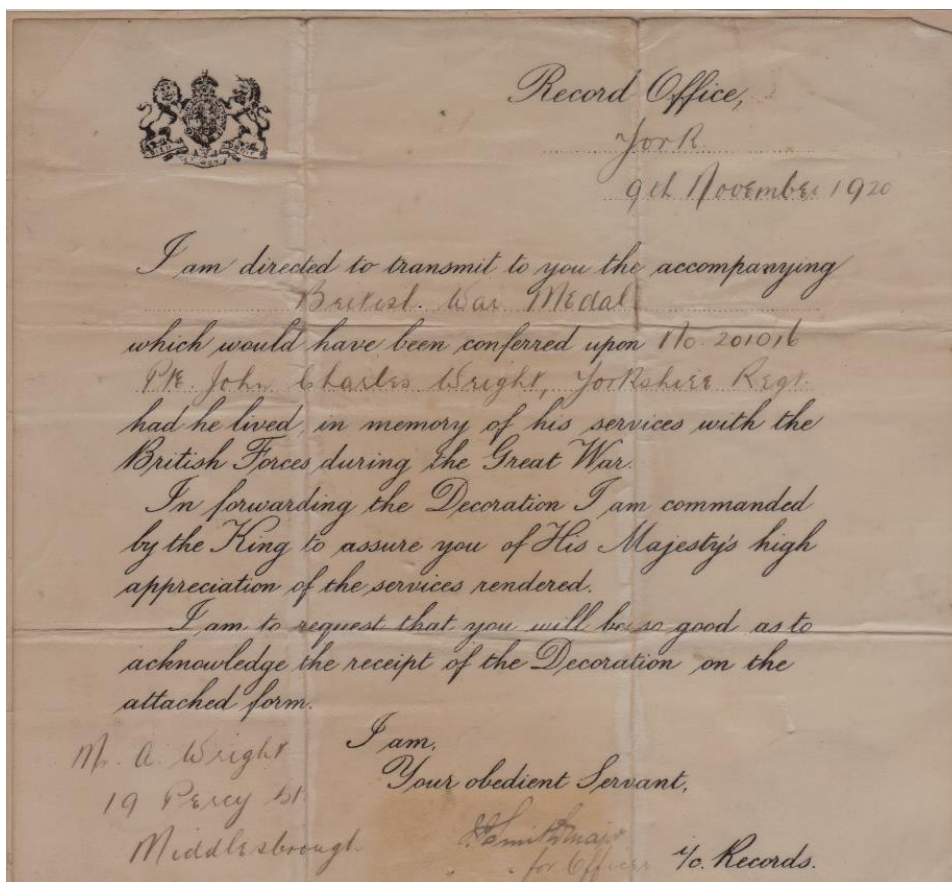 Record Office,
York
9th November 1920
I am directed to transmit to you the accompanying
British War Medal
which would have been conferred upon No. 201016
Pte. John Charles Wright, Yorkshire Regt.
had he lived, in memory of his services with the
British Forces during the Great War.
In forwarding the Decoration I am commanded
by the King to assure you of His Majesty's high
appreciation of the services rendered.
I am to request that you will be so good as to
acknowledge the receipt of the Decoration on the
attached form.
I am,
Your obedient Servant,
Mr. A. Wright
19 Percy St.
Middlesbrough
Smith Major
for Officer i/c. Records.